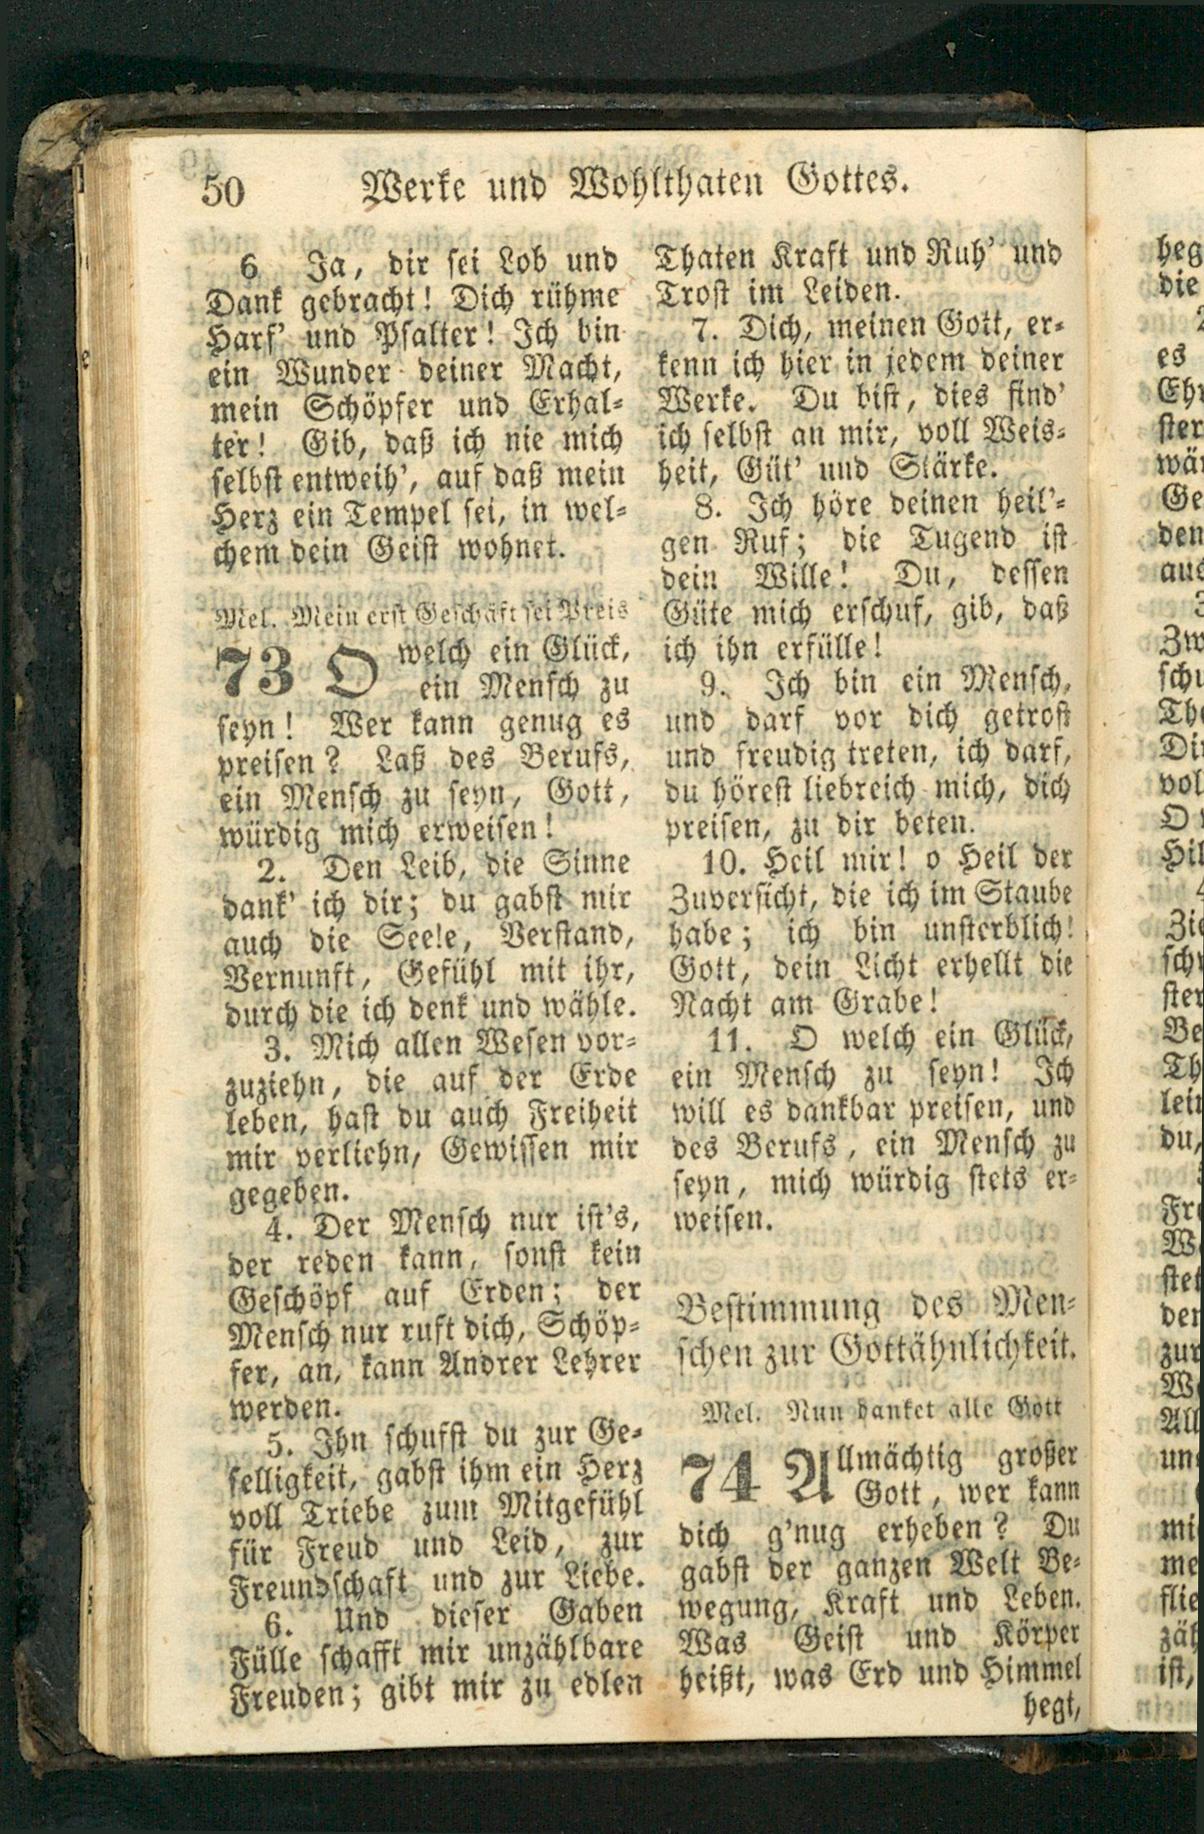 50 Werke und Wohlthaten Gottes.
6 Ja, dir sei Lob und
Dank gebracht! Dich rühme
Harf' und Psalter! Ich bin
ein Wunder deiner Macht,
mein Schöpfer und Erhal-
ter! Gib, daß ich nie mich
selbst entweih', auf daß mein
Herz ein Tempel sei, in wel-
chem dein Geist wohnet.
Mel. Mein erst Geschäft sei Preis
73 O welch ein Glück,
ein Mensch zu
seyn! Wer kann genug es
preisen? Laß des Berufs,
ein Mensch zu seyn, Gott,
würdig mich erweisen!
2. Den Leib, die Sinne
dank' ich dir; du gabst mir
auch die Seele, Verstand,
Vernunft, Gefühl mit ihr,
durch die ich denk und wähle.
3. Mich allen Wesen vor-
zuziehn, die auf der Erde
leben, hast du auch Freiheit
mir verliehn, Gewissen mir
gegeben.
4. Der Mensch nur ist's,
der reden kann, sonst kein
Geschöpf auf Erden; der
Mensch nur ruft dich, Schöp-
fer, an, kann Andrer Lehrer
werden.
5. Ihn schufst du zur Ge-
selligkeit, gabst ihm ein Herz
voll Triebe zum Mitgefühl
für Freud und Leid, zur
Freundschaft und zur Liebe.
6. Und dieser Gaben
Fülle schafft mir unzählbare
Freuden; gibt mir zu edlen
Thaten Kraft und Ruh' und
Trost im Leiden.
7. Dich, meinen Gott, er-
kenn ich hier in jedem deiner
Werke. Du bist, dies find'
ich selbst an mir, voll Weis-
heit, Güt' und Stärke.
8. Ich höre deinen heil'-
gen Ruf; die Tugend ist
dein Wille! Du, dessen
Güte mich erschuf, gib, daß
ich ihn erfülle!
9. Ich bin ein Mensch,
und darf vor dich getrost
und freudig treten, ich darf,
du hörest liebreich mich, dich
preisen, zu dir beten.
10. Heil mir! o Heil der
Zuversicht, die ich im Staube
habe; ich bin unsterblich!
Gott, dein Licht erhellt die
Nacht am Grabe!
11. O welch ein Glück,
ein Mensch zu seyn! Ich
will es dankbar preisen, und
des Berufs, ein Mensch zu
seyn, mich würdig stets er-
weisen.
Bestimmung des Men-
schen zur Gottähnlichkeit.
Mel. Nun danket alle Gott
74 Allmächtig großer
Gott, wer kann
dich g'nug erheben? Du
gabst der ganzen Welt Be-
wegung, Kraft und Leben.
Was Geist und Körper
heißt, was Erd und Himmel
hegt,